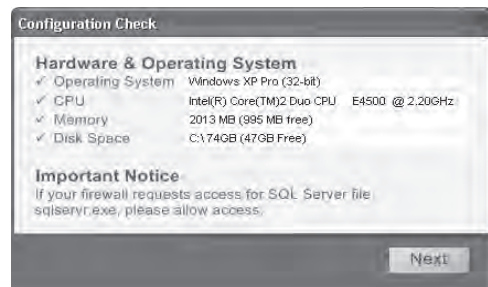 Configuration Check
Hardware & Operating System
✓ Operating System Windows XP Pro (32-bit)
✓ CPU Intel(R) Core(TM)2 Duo CPU E4500 @ 2.20GHz
✓ Memory 2013 MB (995 MB free)
✓ Disk Space C:\ 74GB (47GB Free)
Important Notice
If your firewall requests access for SQL Server file
sqlservr.exe, please allow access.
Next